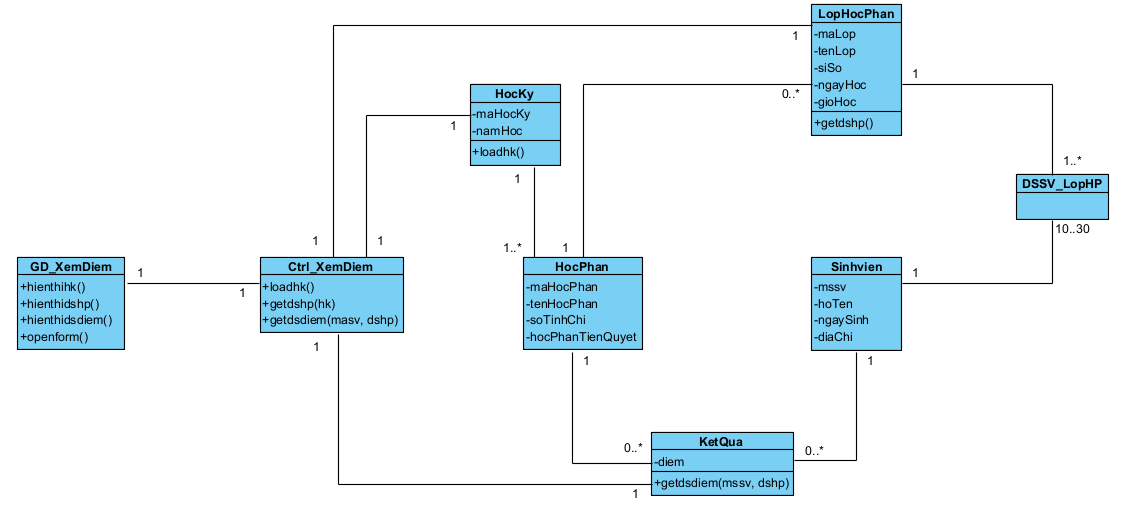 LopHocPhan
-maLop
-tenLop
-siSo
-ngayHoc
-gioHoc
+getdshp()
1
0..*
1
HocKy
-maHocKy
-namHoc
+loadhk()
1
1
1..*
DSSV_LopHP
1..*
10..30
GD_XemDiem
+hienthihk()
+hienthidshp()
+hienthidsdiem()
+openform()
1
1
Ctrl_XemDiem
+loadhk()
+getdshp(hk)
+getdsdiem(masv, dshp)
1
1
1
HocPhan
-maHocPhan
-tenHocPhan
-soTinhChi
-hocPhanTienQuyet
1
1
Sinhvien
-mssv
-hoTen
-ngaySinh
-diaChi
1
1
KetQua
-diem
+getdsdiem(mssv, dshp)
0..*
0..*
1